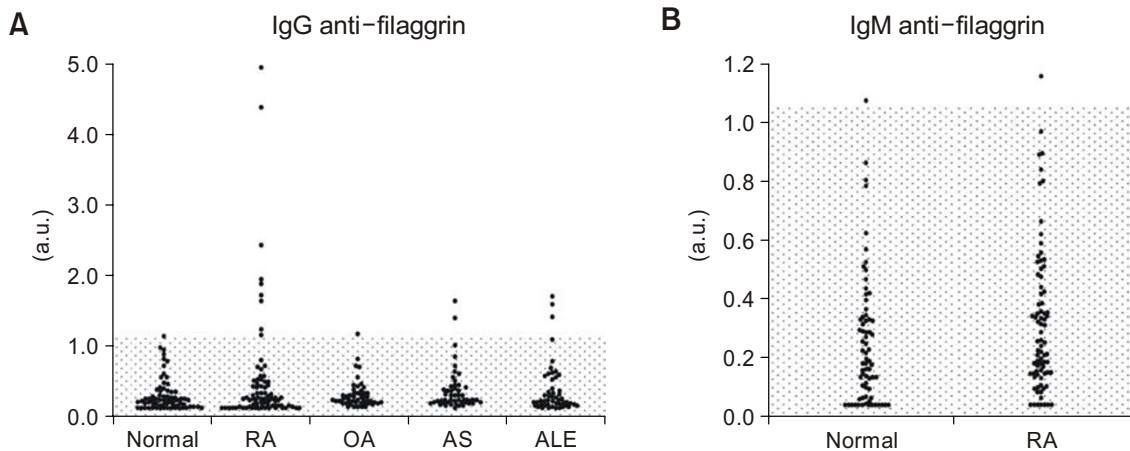 A
IgG anti-filaggrin
5.0
4.0
3.0
2.0
1.0
0.0
(a.u.)
Normal RA OA AS ALE
B
IgM anti-filaggrin
1.2
1.0
0.8
0.6
0.4
0.2
0.0
(a.u.)
Normal RA